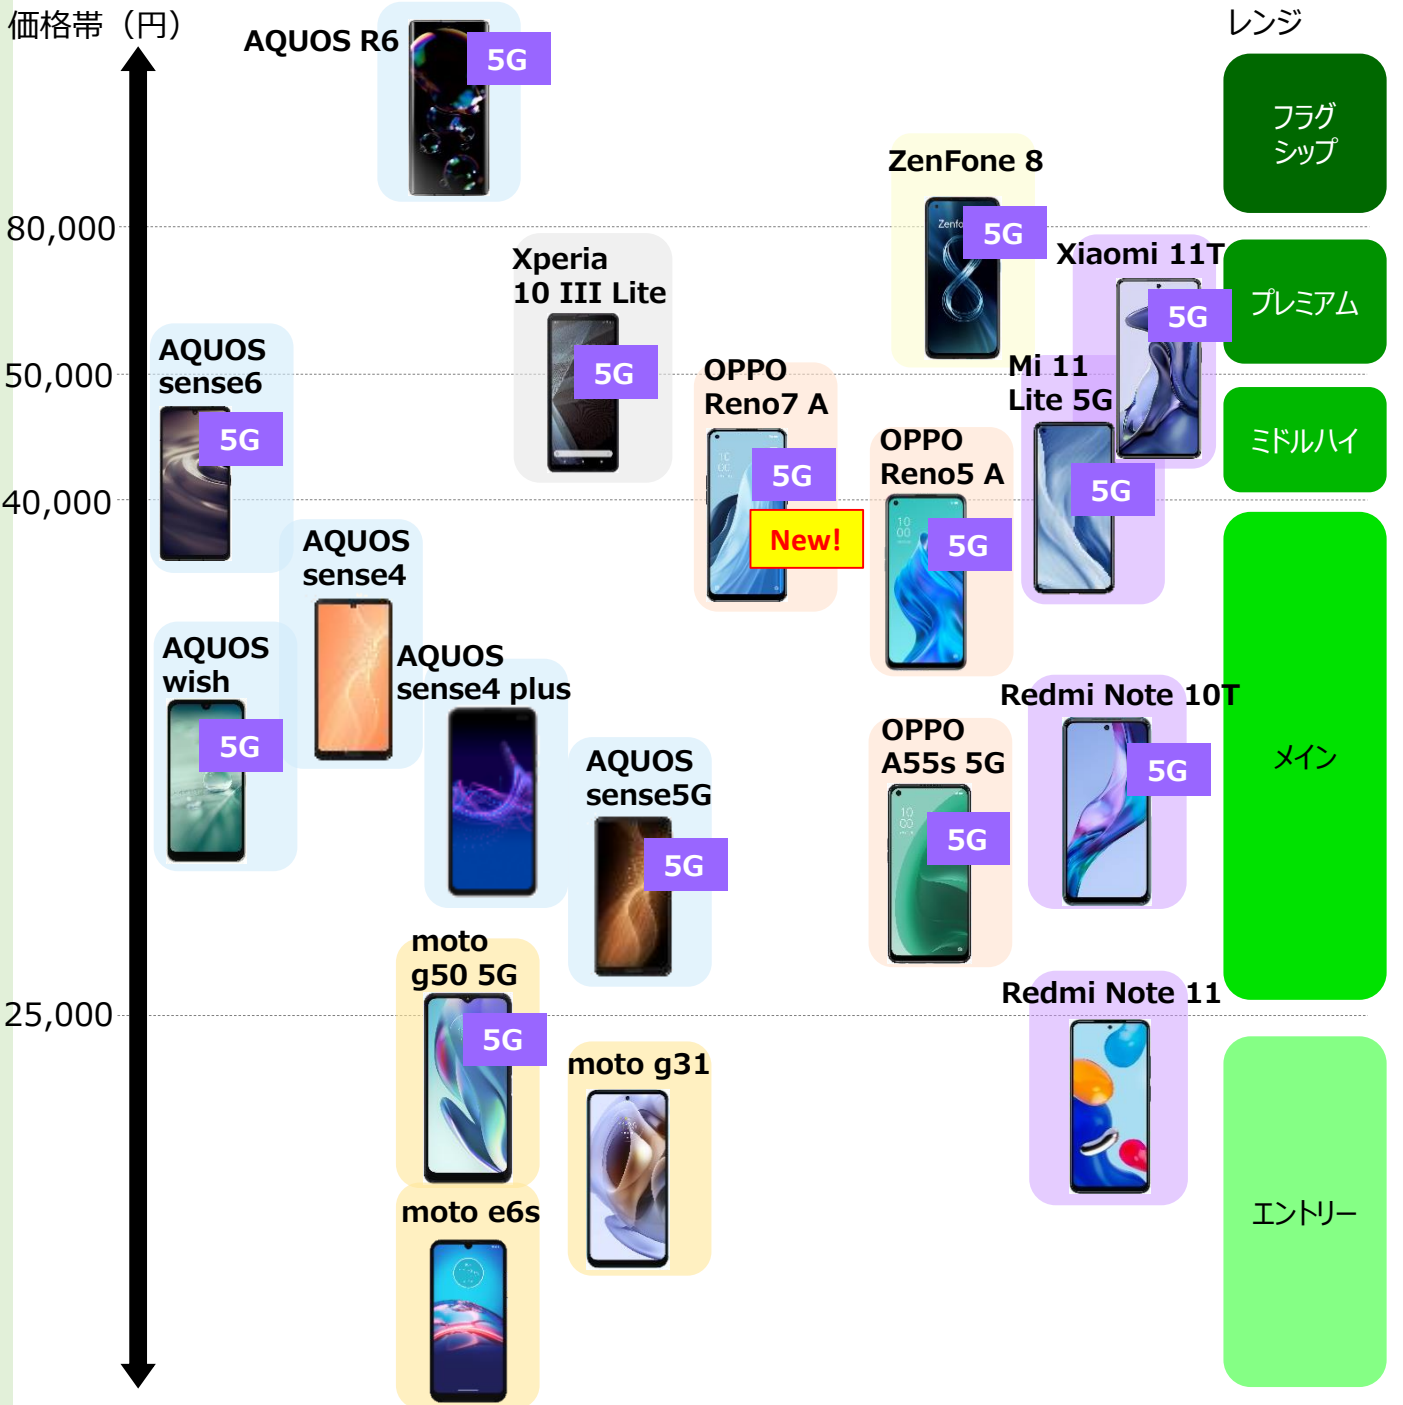 価格帯（円）
レンジ
AQUOS R6
5G
フラグ
シップ
ZenFone 8
Zenfo
5G
80,000
Xperia
10 III Lite
5G
Xiaomi 11T
5G
プレミアム
50,000
AQUOS
sense6
5G
OPPO
Reno7 A
5G
New!
Mi 11
Lite 5G
5G
ミドルハイ
OPPO
Reno5 A
10
00
5G
40,000
AQUOS
sense4
AQUOS
wish
5G
AQUOS
sense4 plus
AQUOS
sense5G
5G
OPPO
A55s 5G
10
00
5G
Redmi Note 10T
5G
メイン
moto
g50 5G
5G
25,000
Redmi Note 11
moto g31
moto e6s
エントリー